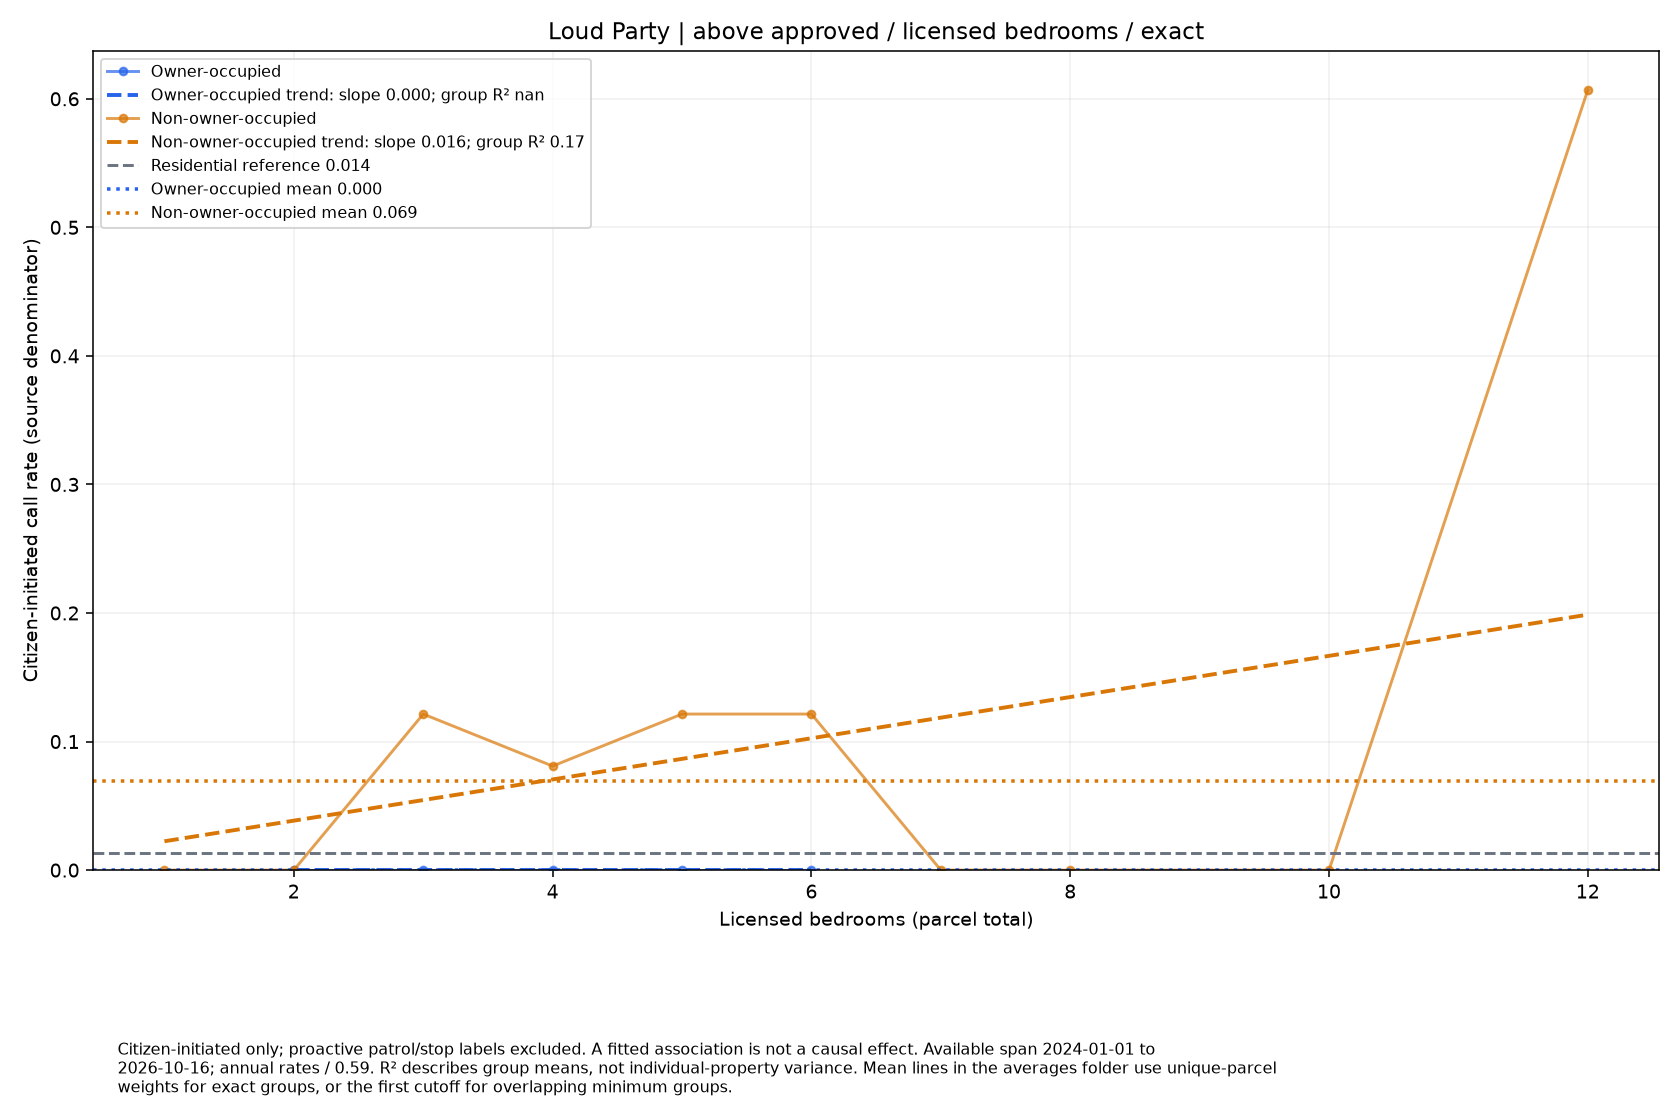 Loud Party | above approved / licensed bedrooms / exact
Owner-occupied
Owner-occupied trend: slope 0.000; group R² nan
Non-owner-occupied
Non-owner-occupied trend: slope 0.016; group R² 0.17
Residential reference 0.014
Owner-occupied mean 0.000
Non-owner-occupied mean 0.069
Citizen-initiated call rate (source denominator)
0.6
0.5
0.4
0.3
0.2
0.1
0.0
2
4
6
8
10
12
Licensed bedrooms (parcel total)
Citizen-initiated only; proactive patrol/stop labels excluded. A fitted association is not a causal effect. Available span 2024-01-01 to
2026-10-16; annual rates / 0.59. R² describes group means, not individual-property variance. Mean lines in the averages folder use unique-parcel
weights for exact groups, or the first cutoff for overlapping minimum groups.